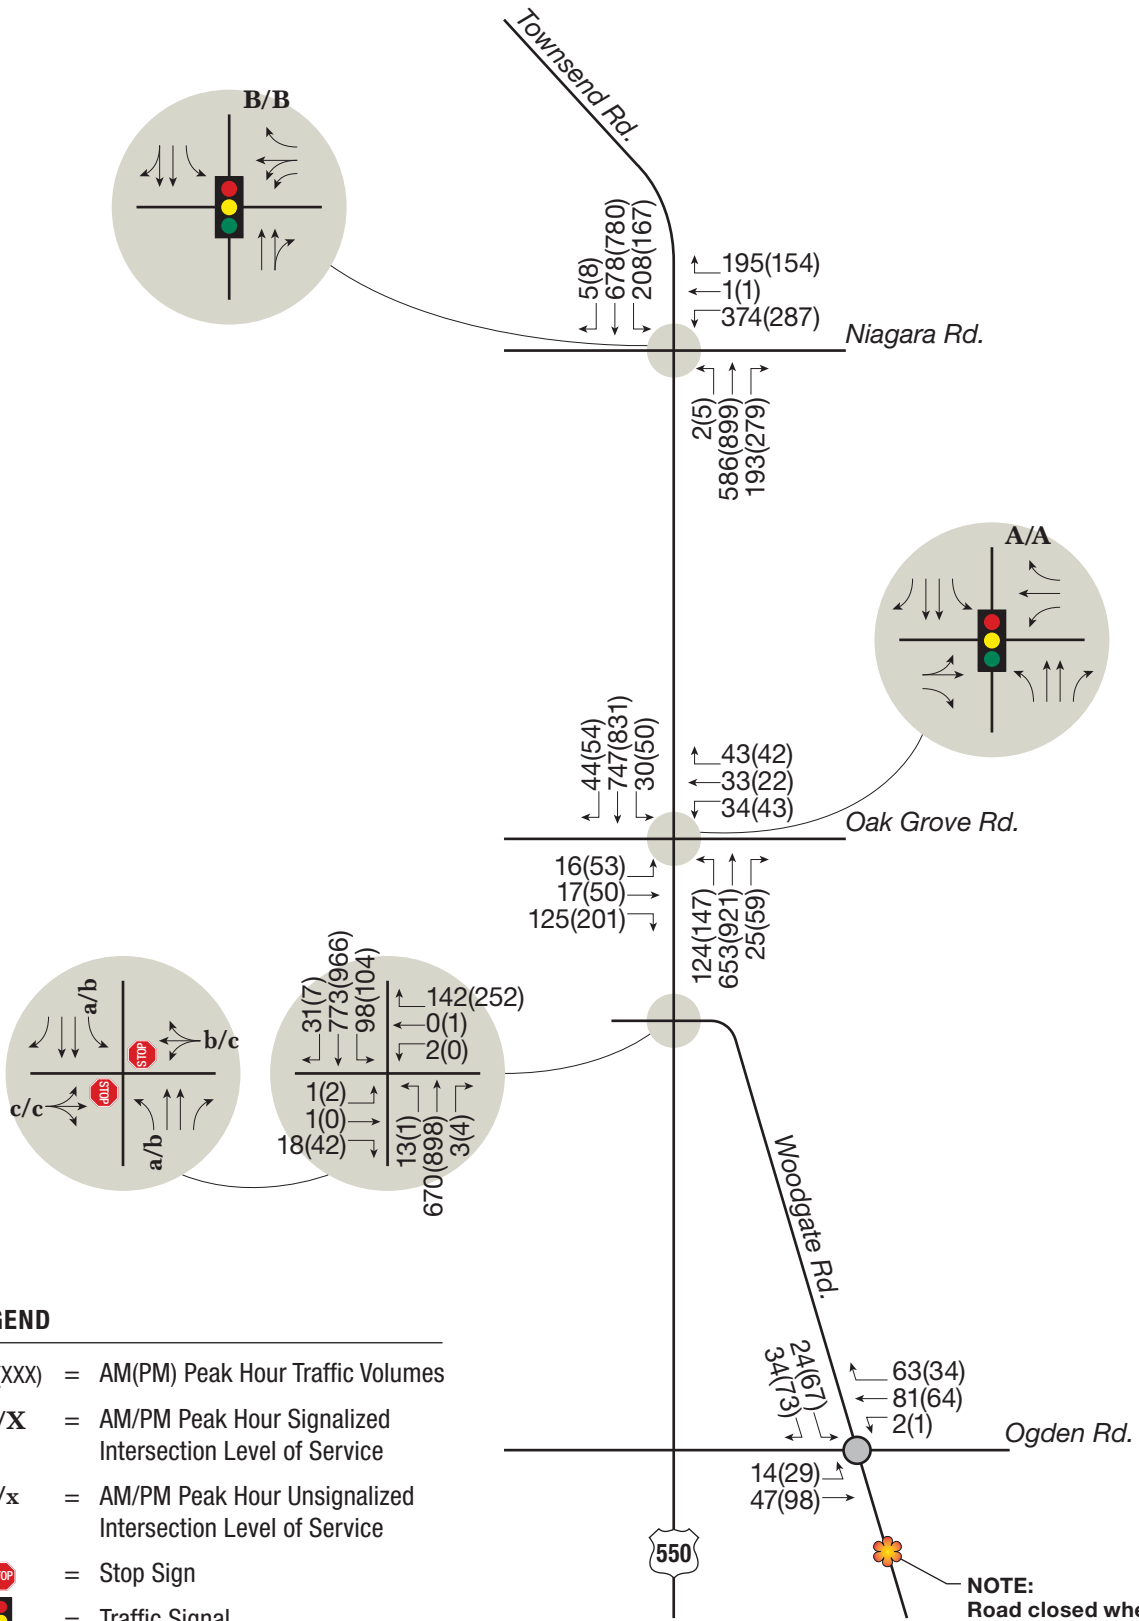 Townsend Rd.
B/B
5(8)
678(780)
208(167)
195(154)
1(1)
374(287)
Niagara Rd.
2(5)
586(899)
193(279)
A/A
44(54)
747(831)
30(50)
43(42)
33(22)
34(43)
Oak Grove Rd.
16(53)
17(50)
125(201)
124(147)
653(921)
25(59)
a/b
b/c
c/c
a/b
STOP
STOP
31(7)
773(966)
98(104)
142(252)
0(1)
2(0)
1(2)
1(0)
18(42)
13(1)
670(898)
3(4)
Woodgate Rd.
34(73)
24(67)
63(34)
81(64)
2(1)
Ogden Rd.
14(29)
47(98)
550
NOTE:
Road closed whe
GEND
(XXX) = AM(PM) Peak Hour Traffic Volumes
/X = AM/PM Peak Hour Signalized
Intersection Level of Service
/x = AM/PM Peak Hour Unsignalized
Intersection Level of Service
TOP = Stop Sign
= Traffic Signal